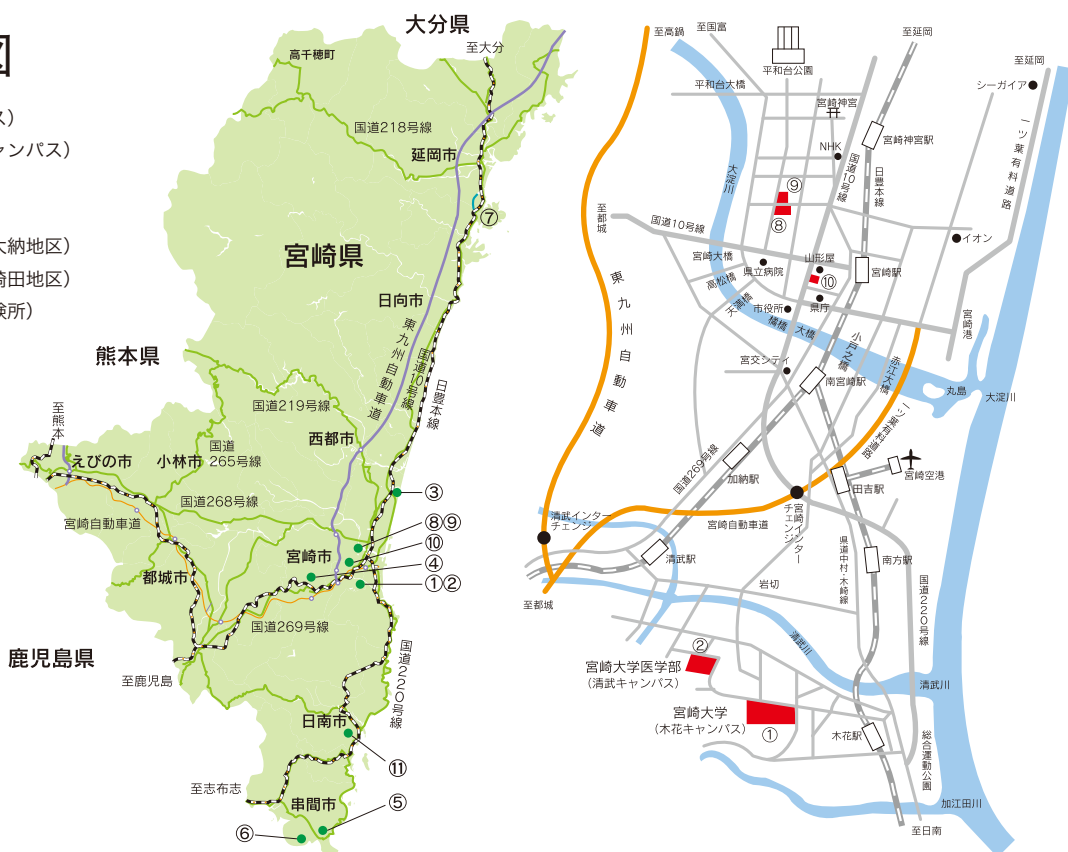 図
ス）
ャンパス）
大納地区）
崎田地区）
験所）
大分県
至大分
高千穂町
国道218号線
延岡市
⑦
宮崎県
日向市
東九州自動車道
国道10号線
日豊本線
熊本県
至熊本
国道219号線
西都市
えびの市
小林市
国道
265号線
国道268号線
③
宮崎自動車道
⑧⑨
宮崎市
⑩
④
都城市
①②
国道269号線
鹿児島県
至鹿児島
国道220号線
日南市
⑪
至志布志
串間市
⑤
⑥
至高鍋
至国富
平和台公園
至延岡
至延岡
シーガイア
平和台大橋
宮崎神宮
一ツ葉有料道路
宮崎神宮駅
NHK
国道10号線
日豊本線
大淀川
⑨
⑧
至都城
国道10号線
イオン
宮崎大橋
県立病院
山形屋
宮崎駅
高松橋
⑩
天満橋
市役所
県庁
東九州自動車道
橘橋
大橋
宮崎港
小戸之橋
赤江大橋
宮交シティ
南宮崎駅
丸島
大淀川
一ツ葉有料道路
国道269号線
加納駅
宮崎空港
田吉駅
清武インター
チェンジ
宮崎自動車道
宮崎インター
チェンジ
清武駅
県道中村・木崎線
南方駅
岩切
国道220号線
至都城
清武川
②
宮崎大学医学部
（清武キャンパス）
清武川
宮崎大学
（木花キャンパス）
①
木花駅
総合運動公園
加江田川
至日南